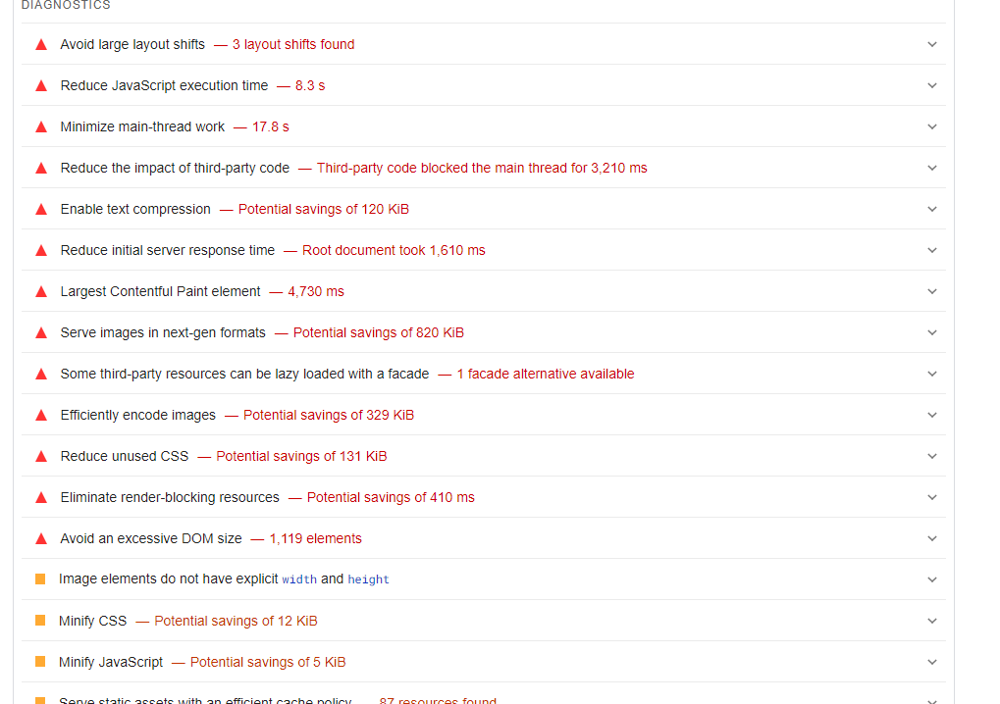 DIAGNOSTICS
Avoid large layout shifts — 3 layout shifts found
Reduce JavaScript execution time — 8.3 s
Minimize main-thread work — 17.8 s
Reduce the impact of third-party code — Third-party code blocked the main thread for 3,210 ms
Enable text compression — Potential savings of 120 KiB
Reduce initial server response time — Root document took 1,610 ms
Largest Contentful Paint element — 4,730 ms
Serve images in next-gen formats — Potential savings of 820 KiB
Some third-party resources can be lazy loaded with a facade — 1 facade alternative available
Efficiently encode images — Potential savings of 329 KiB
Reduce unused CSS — Potential savings of 131 KiB
Eliminate render-blocking resources — Potential savings of 410 ms
Avoid an excessive DOM size — 1,119 elements
Image elements do not have explicit width and height
Minify CSS — Potential savings of 12 KiB
Minify JavaScript — Potential savings of 5 KiB
Serve static assets with an efficient cache policy — 87 resources found